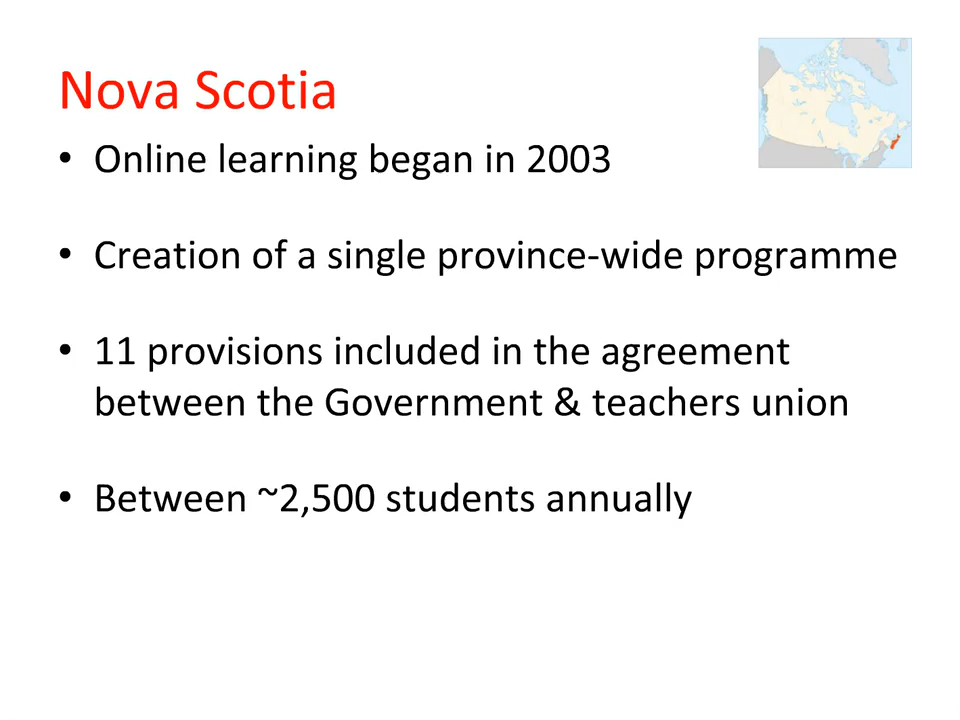 Nova Scotia
• Online learning began in 2003
• Creation of a single province-wide programme
• 11 provisions included in the agreement
between the Government & teachers union
• Between ~2,500 students annually